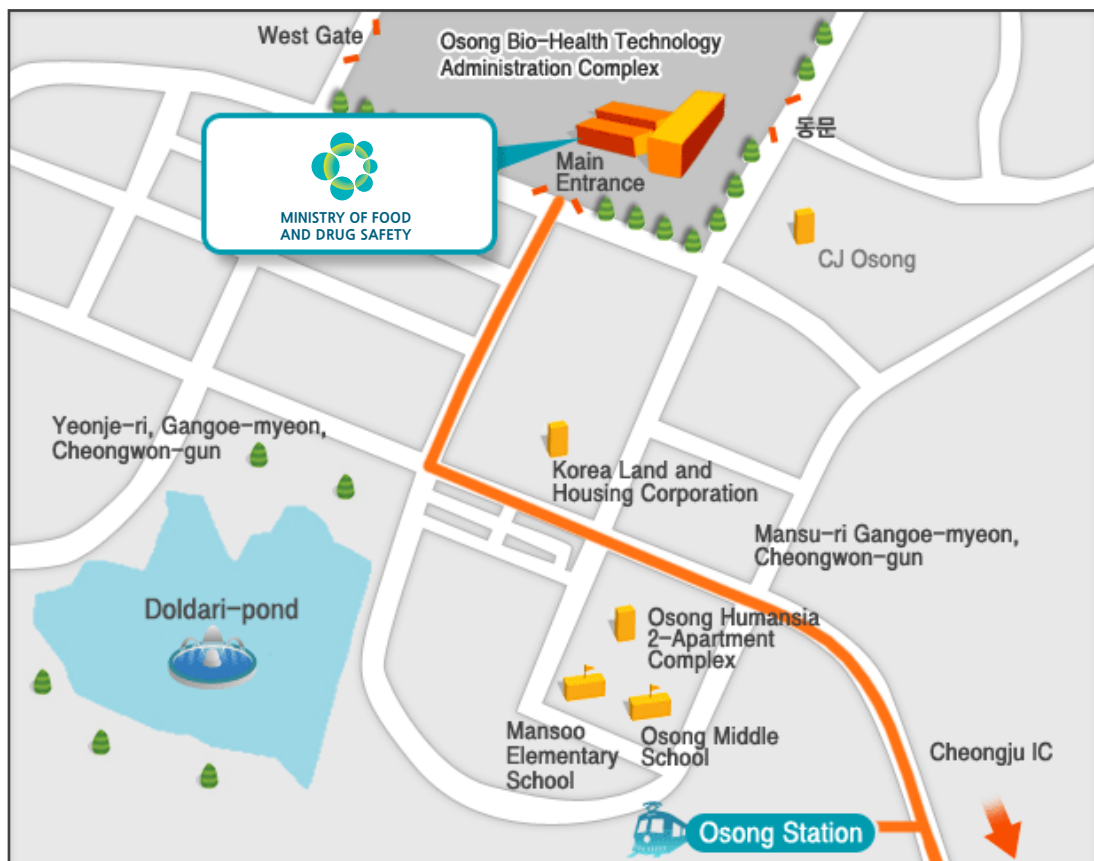 West Gate
Osong Bio-Health Technology
Administration Complex
동문
MINISTRY OF FOOD
AND DRUG SAFETY
Main
Entrance
CJ Osong
Yeonje-ri, Gangoe-myeon,
Cheongwon-gun
Korea Land and
Housing Corporation
Mansu-ri Gangoe-myeon,
Cheongwon-gun
Doldari-pond
Osong Humansia
2-Apartment
Complex
Mansoo
Elementary
School
Osong Middle
School
Cheongju IC
Osong Station